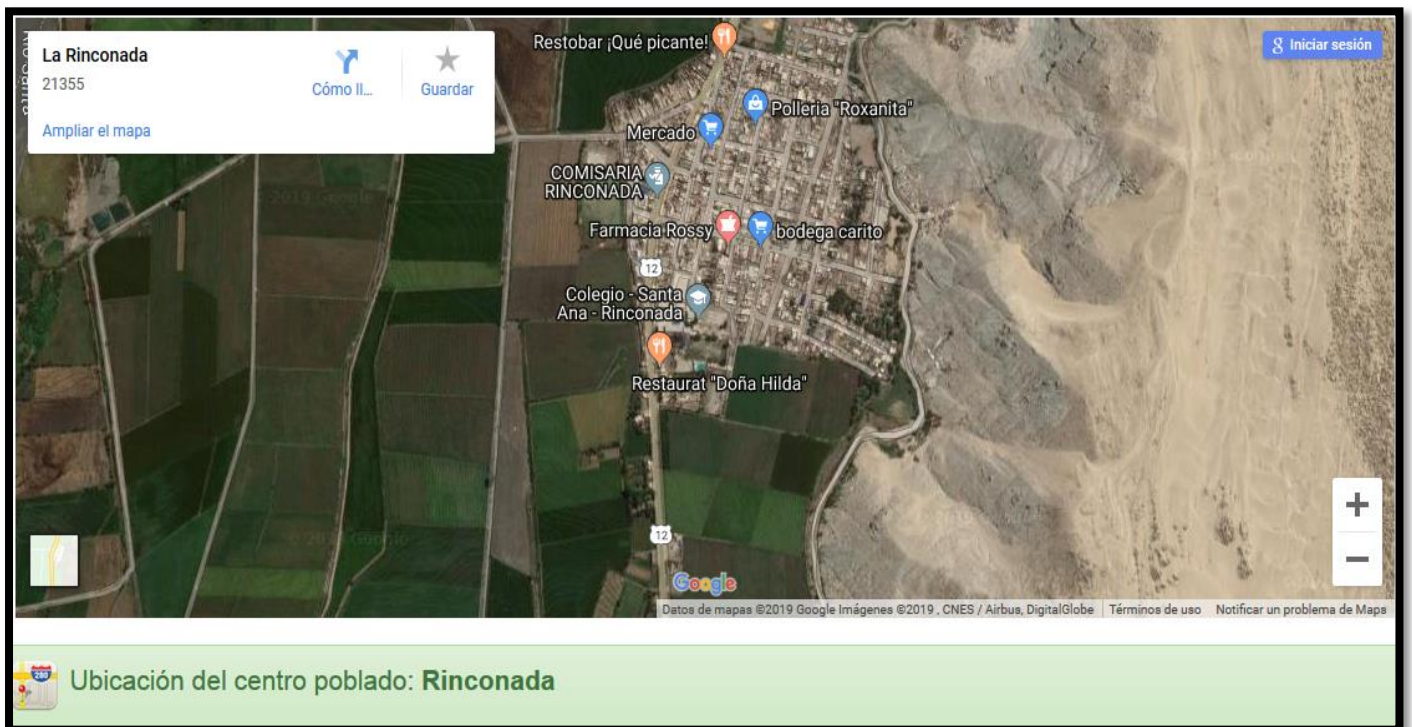 La Rinconada
21355
Cómo ll...
Guardar
Ampliar el mapa
Iniciar sesión
Restobar ¡Qué picante!
Polleria "Roxanita"
Mercado
COMISARIA
RINCONADA
Farmacia Rossy
bodega carito
12
Colegio - Santa
Ana - Rinconada
Restaurat "Doña Hilda"
12
Google
Datos de mapas ©2019 Google Imágenes ©2019 , CNES / Airbus, DigitalGlobe
Términos de uso
Notificar un problema de Maps
280
Ubicación del centro poblado: Rinconada